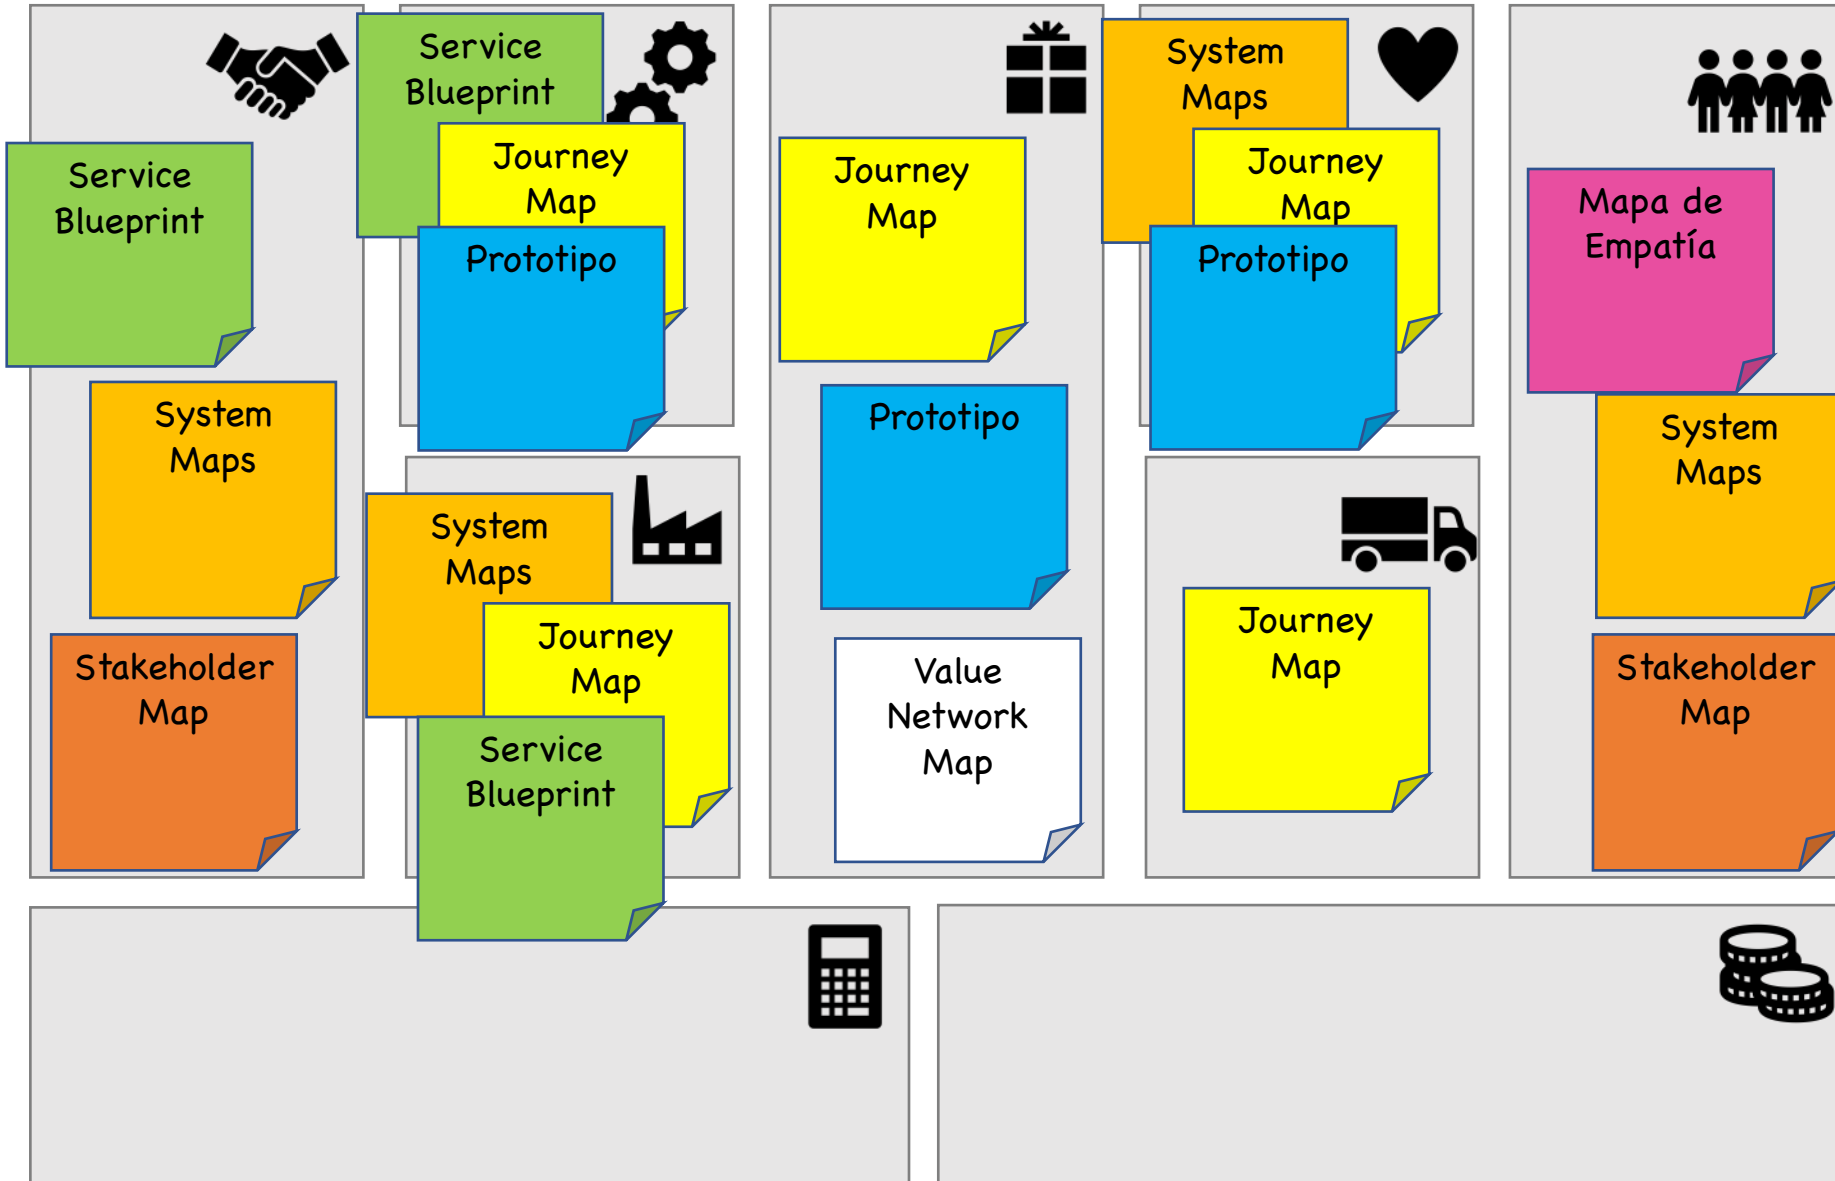 Service
Blueprint
System
Maps
Stakeholder
Map
Service
Blueprint
Journey
Map
Prototipo
System
Maps
Journey
Map
Service
Blueprint
Journey
Map
Prototipo
Value
Network
Map
System
Maps
Journey
Map
Prototipo
Journey
Map
Mapa de
Empatía
System
Maps
Stakeholder
Map